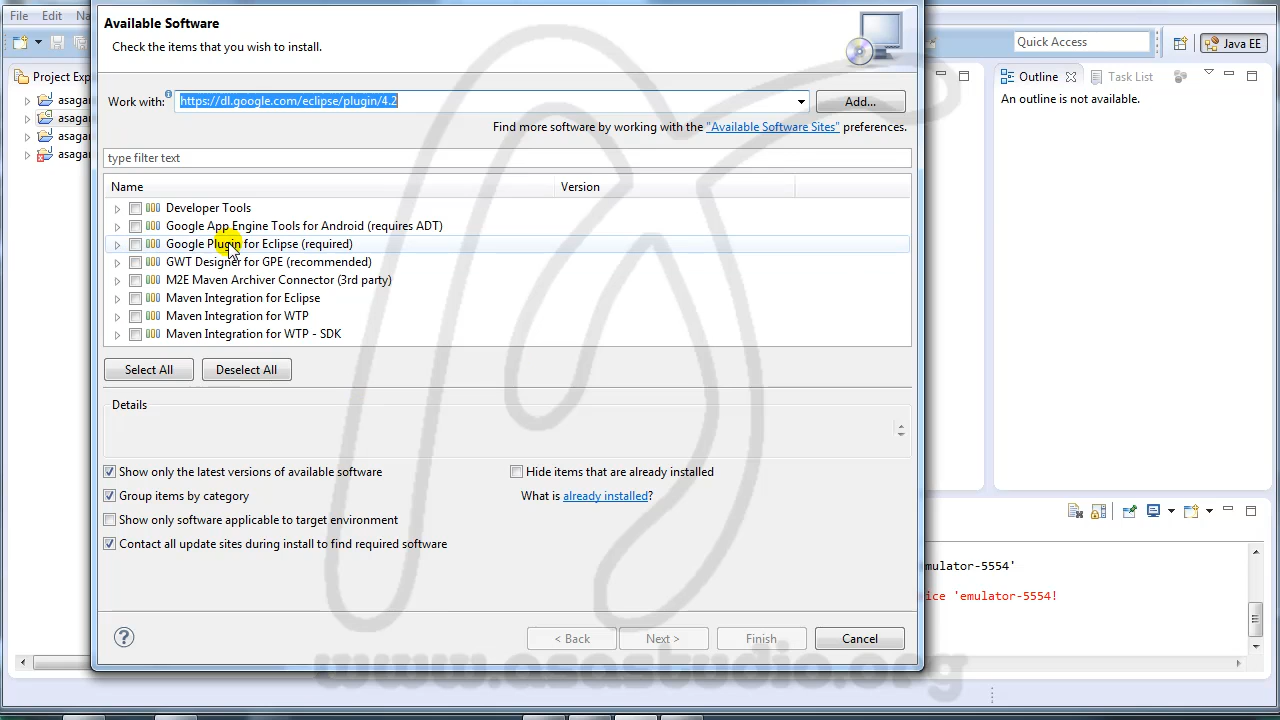 File Edit Na
Available Software
Check the items that you wish to install.
Quick Access
Java EE
Project Expl
Outline
Task List
An outline is not available.
asagar
asaga
asaga
asaga
Work with:
https://dl.google.com/eclipse/plugin/4.2
Add...
Find more software by working with the "Available Software Sites" preferences.
type filter text
Name Version
Developer Tools
Google App Engine Tools for Android (requires ADT)
Google Plugin for Eclipse (required)
GWT Designer for GPE (recommended)
M2E Maven Archiver Connector (3rd party)
Maven Integration for Eclipse
Maven Integration for WTP
Maven Integration for WTP - SDK
Select All Deselect All
Details
Show only the latest versions of available software
Hide items that are already installed
Group items by category
What is already installed?
Show only software applicable to target environment
Contact all update sites during install to find required software
mulator-5554'
ice 'emulator-5554!
? < Back Next > Finish Cancel
www.asastudio.org